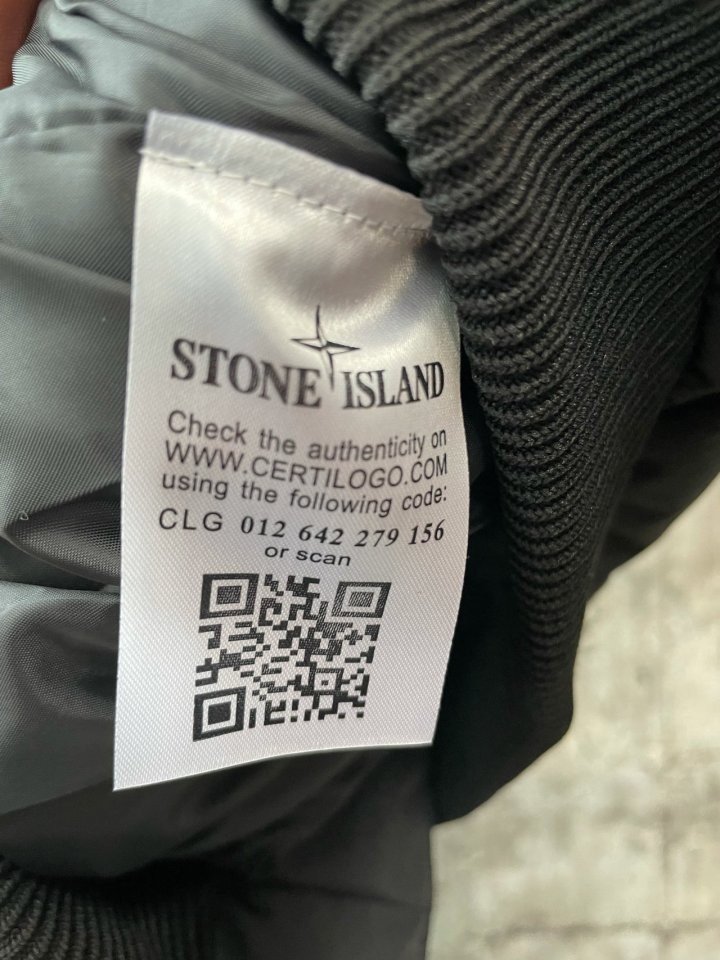 STONE ISLAND
Check the authenticity on
WWW.CERTILOGO.COM
using the following code:
CLG 012 642 279 156
or scan